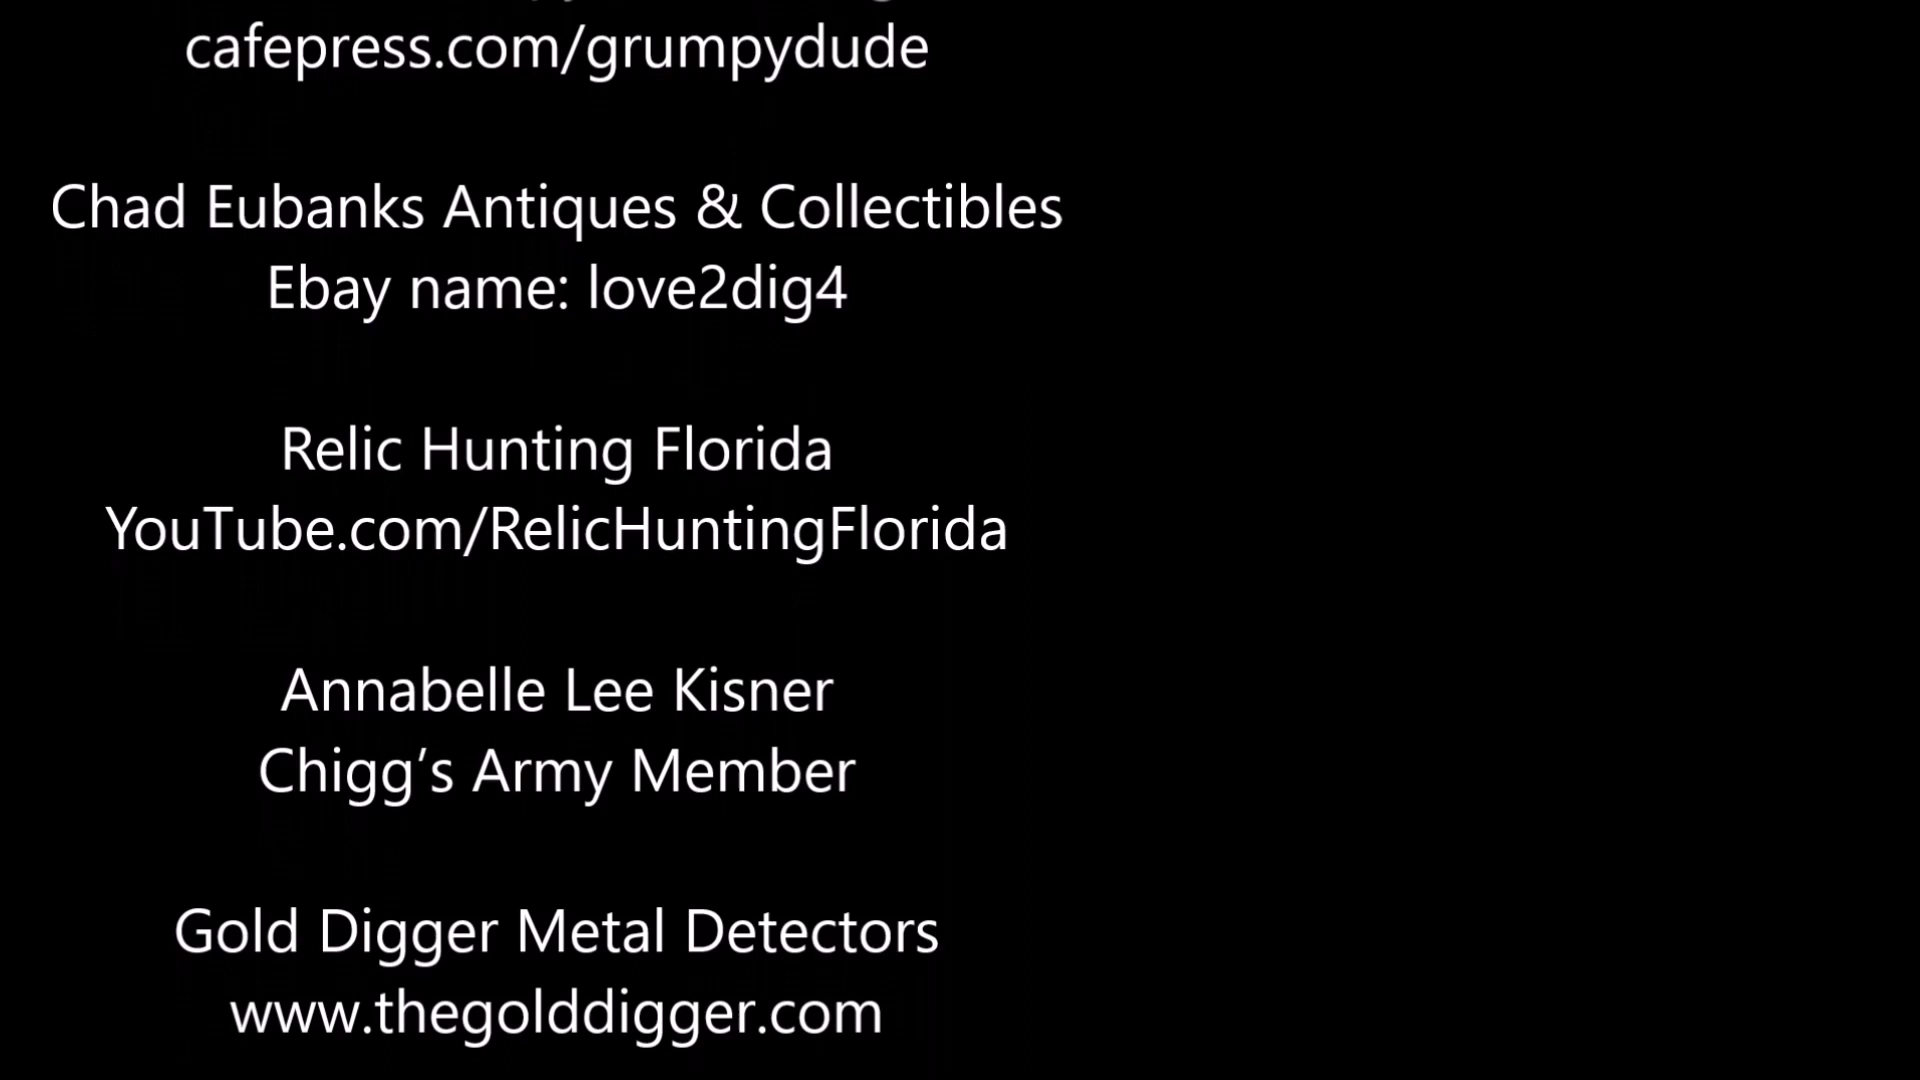 cafepress.com/grumpydude
Chad Eubanks Antiques & Collectibles
Ebay name: love2dig4
Relic Hunting Florida
YouTube.com/RelicHuntingFlorida
Annabelle Lee Kisner
Chigg’s Army Member
Gold Digger Metal Detectors
www.thegolddigger.com